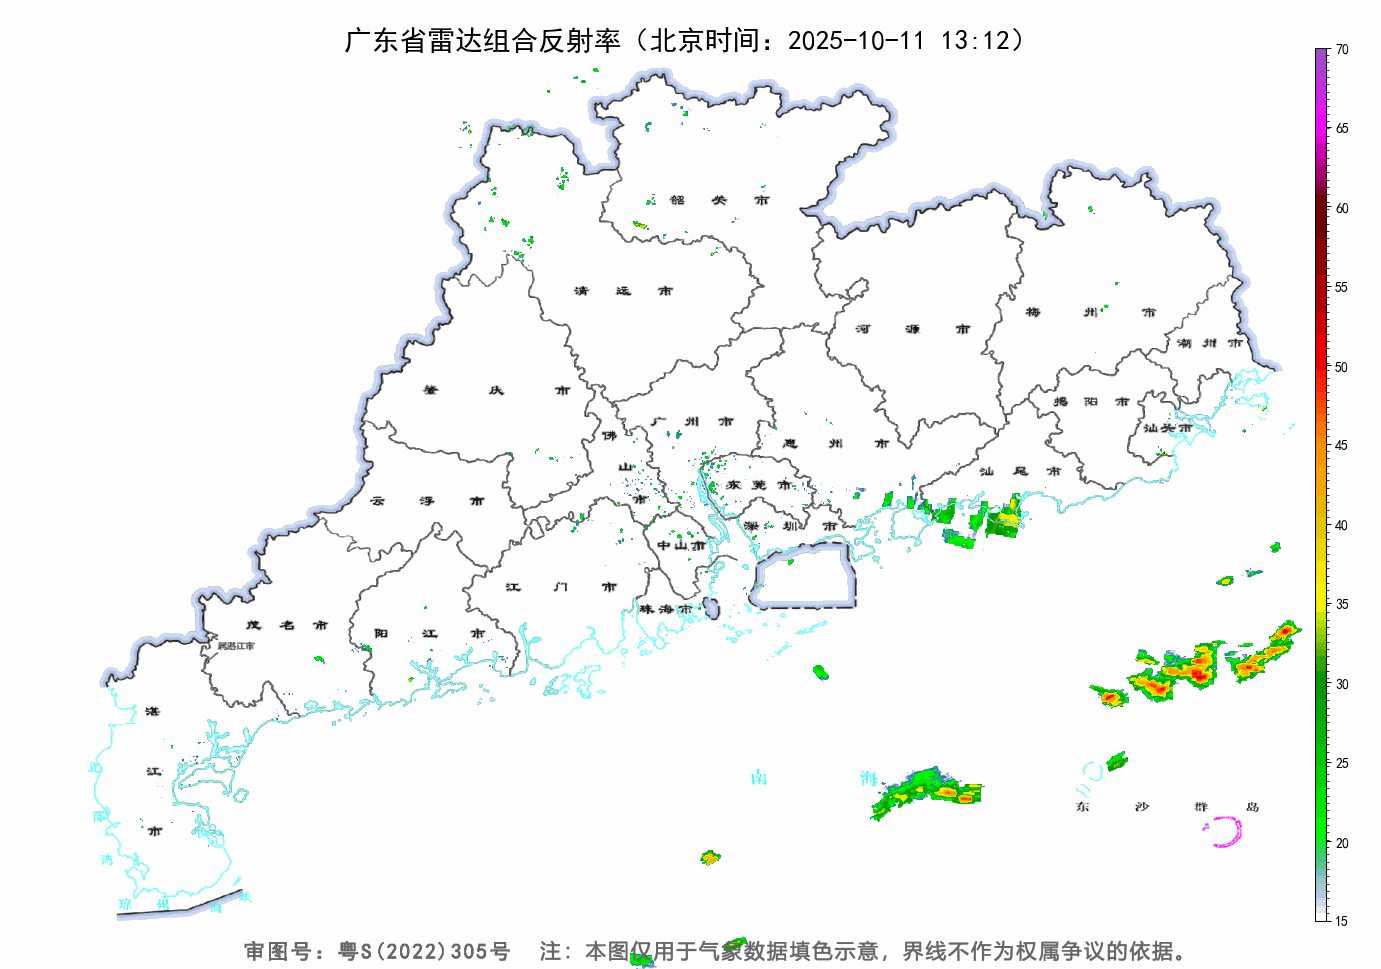 广东省雷达组合反射率（北京时间：2025-10-11 13:12）
70
65
60
55
50
45
40
35
30
25
20
15
韶关市
清远市
河源市
梅州市
潮州市
肇庆市
广州市
佛山市
惠州市
揭阳市
汕头市
汕尾市
云浮市
东莞市
深圳市
中山市
江门市
珠海市
茂名市
属湛江市
阳江市
湛江市
北部湾
南海
东沙群岛
琼州海峡
审图号：粤S(2022)305号 注：本图仅用于气象数据填色示意，界线不作为权属争议的依据。